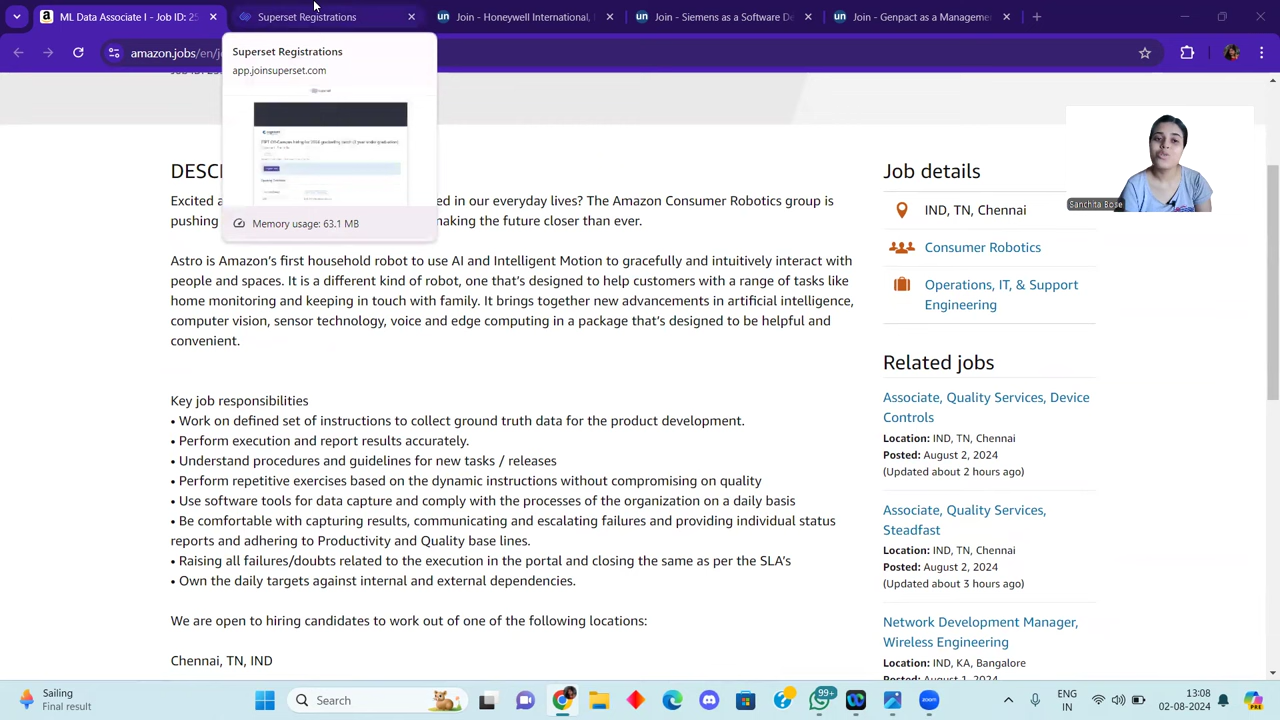 ML Data Associate I - Job ID: 25
Superset Registrations
Join - Honeywell International,
Join - Siemens as a Software De
Join - Genpact as a Manageme
amazon.jobs/en/j
Superset Registrations
app.joinsuperset.com
Memory usage: 63.1 MB
DESC
Excited a
ed in our everyday lives? The Amazon Consumer Robotics group is
pushing
making the future closer than ever.
Astro is Amazon's first household robot to use AI and Intelligent Motion to gracefully and intuitively interact with
people and spaces. It is a different kind of robot, one that's designed to help customers with a range of tasks like
home monitoring and keeping in touch with family. It brings together new advancements in artificial intelligence,
computer vision, sensor technology, voice and edge computing in a package that's designed to be helpful and
convenient.
Key job responsibilities
• Work on defined set of instructions to collect ground truth data for the product development.
• Perform execution and report results accurately.
• Understand procedures and guidelines for new tasks / releases
• Perform repetitive exercises based on the dynamic instructions without compromising on quality
• Use software tools for data capture and comply with the processes of the organization on a daily basis
• Be comfortable with capturing results, communicating and escalating failures and providing individual status
reports and adhering to Productivity and Quality base lines.
• Raising all failures/doubts related to the execution in the portal and closing the same as per the SLA's
• Own the daily targets against internal and external dependencies.
We are open to hiring candidates to work out of one of the following locations:
Chennai, TN, IND
Job details
IND, TN, Chennai
Consumer Robotics
Operations, IT, & Support
Engineering
Related jobs
Associate, Quality Services, Device
Controls
Location: IND, TN, Chennai
Posted: August 2, 2024
(Updated about 2 hours ago)
Associate, Quality Services,
Steadfast
Location: IND, TN, Chennai
Posted: August 2, 2024
(Updated about 3 hours ago)
Network Development Manager,
Wireless Engineering
Location: IND, KA, Bangalore
Posted: August 1, 2024
Sanchita Bose
Sailing
Final result
Search
99+
zoom
ENG
IN
13:08
02-08-2024